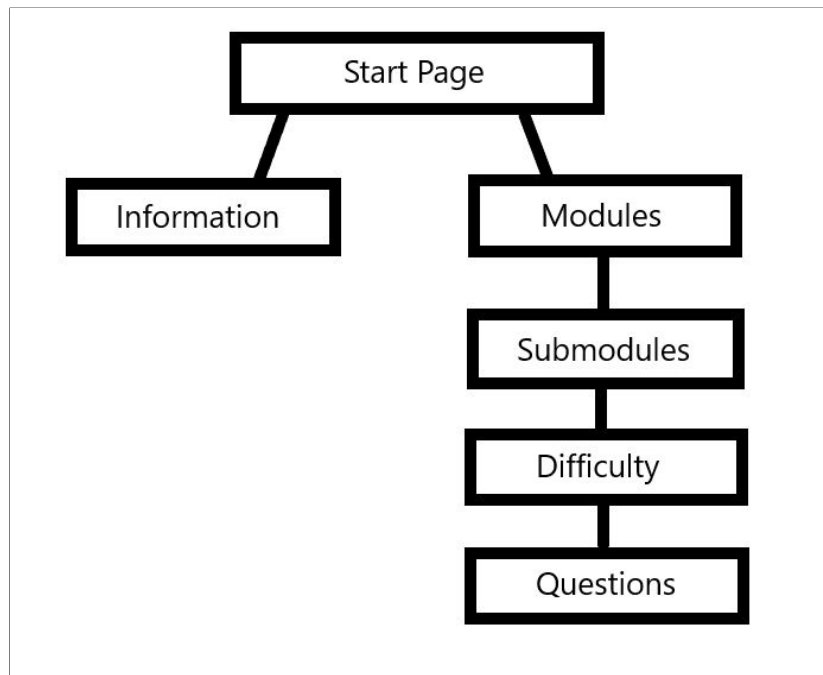 Start Page
Information
Modules
Submodules
Difficulty
Questions